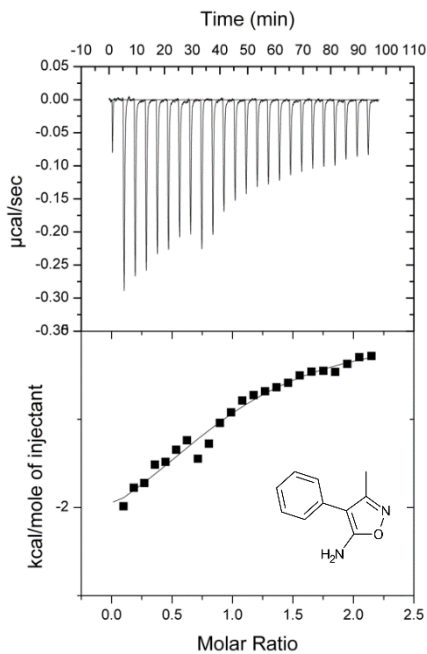 Time (min)
-10 0 10 20 30 40 50 60 70 80 90 100 110
0.05
0.00
-0.05
-0.10
-0.15
-0.20
-0.25
-0.30
µcal/sec
-2
kcal/mole of injectant
N
O
H₂N
0.0 0.5 1.0 1.5 2.0 2.5
Molar Ratio